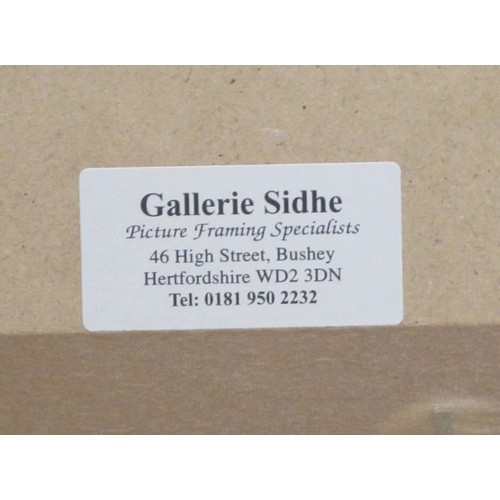 Gallerie Sidhe
Picture Framing Specialists
46 High Street, Bushey
Hertfordshire WD2 3DN
Tel: 0181 950 2232